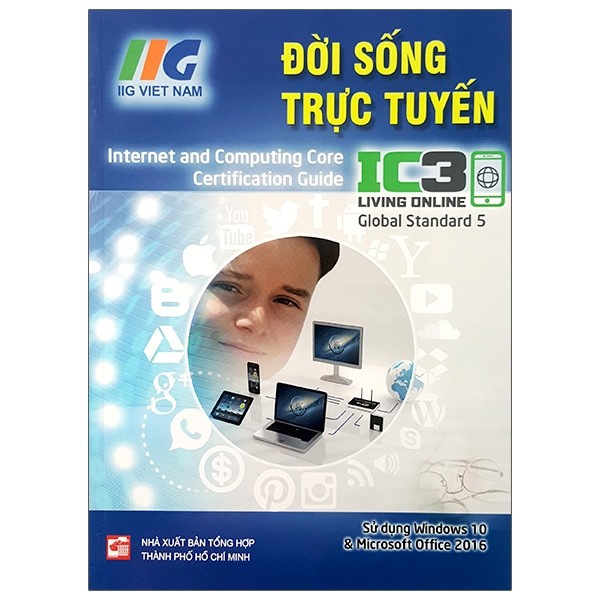 IIG
IIG VIET NAM
ĐỜI SỐNG
TRỰC TUYẾN
Internet and Computing Core
Certification Guide
IC3
LIVING ONLINE
Global Standard 5
You
Tube
Sử dụng Windows 10
& Microsoft Office 2016
NHÀ XUẤT BẢN TỔNG HỢP
THÀNH PHỐ HỒ CHÍ MINH